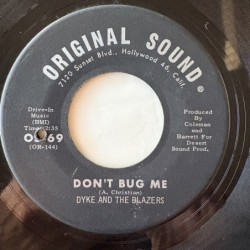 ORIGINAL SOUND
7120 Sunset Blvd., Hollywood 46, Calif.
Drive-In
Music
(BMI)
Time: 2:35
(OR-144)
Produced
By
Coleman
and
Barrett For
Desert
Sound Prod.
DON'T BUG ME
(A. Christian)
DYKE AND THE BLAZERS